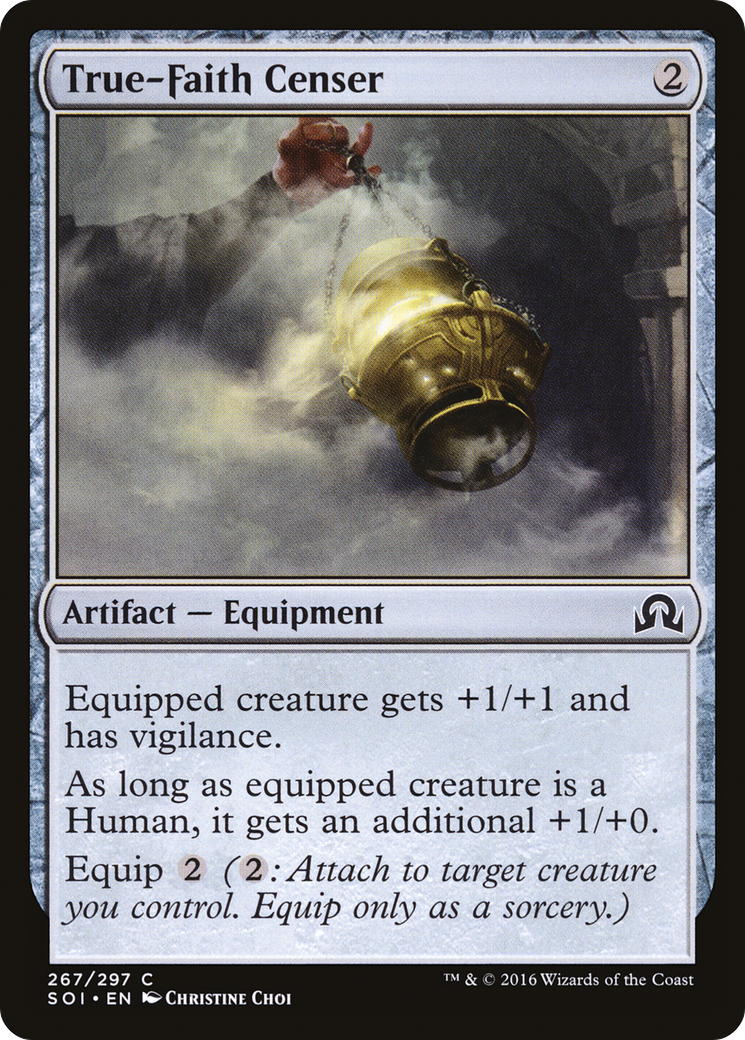 True-Faith Censer 2
Artifact — Equipment
Equipped creature gets +1/+1 and
has vigilance.
As long as equipped creature is a
Human, it gets an additional +1/+0.
Equip 2 (2: Attach to target creature
you control. Equip only as a sorcery.)
267/297 C
SOI • EN Christine Choi
™ & © 2016 Wizards of the Coast